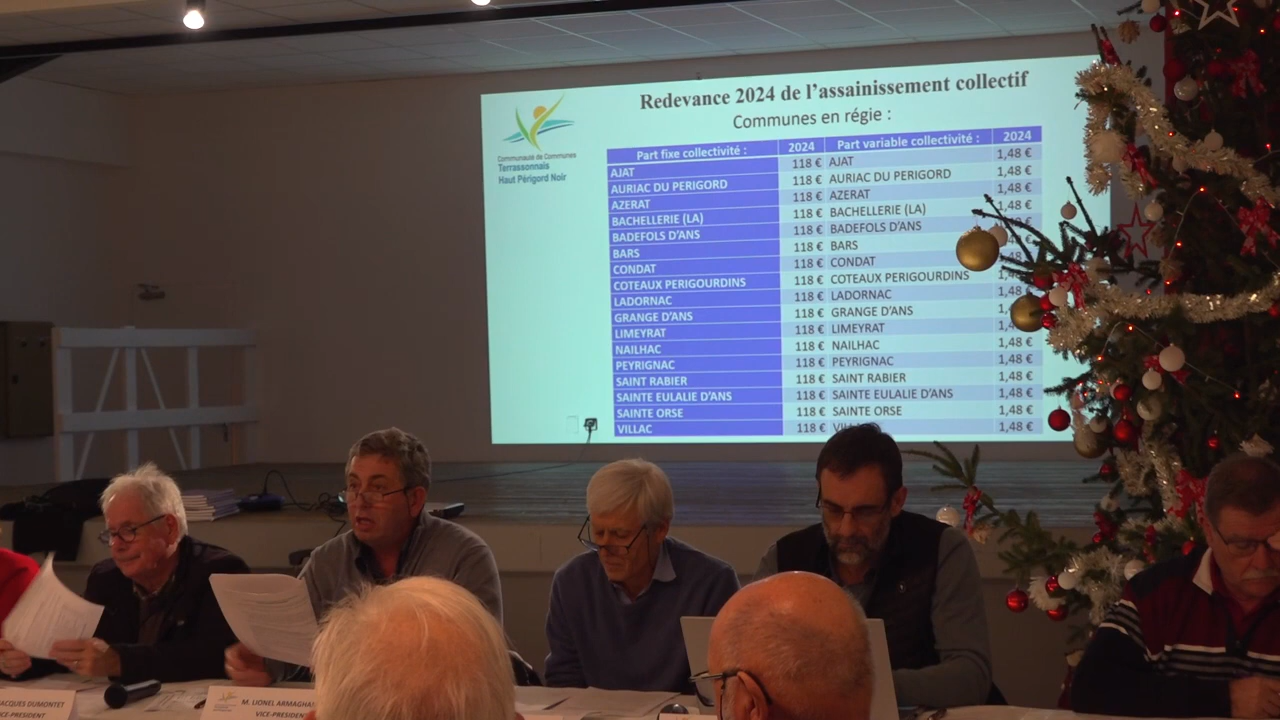 Redevance 2024 de l'assainissement collectif
Communes en régie :
Communauté de Communes
Terrassonnais
Haut Périgord Noir
Part fixe collectivité : 2024 Part variable collectivité : 2024
AJAT 118 € AJAT 1,48 €
AURIAC DU PERIGORD 118 € AURIAC DU PERIGORD 1,48 €
AZERAT 118 € AZERAT 1,48 €
BACHELLERIE (LA) 118 € BACHELLERIE (LA) 1,48 €
BADEFOLS D'ANS 118 € BADEFOLS D'ANS
BARS 118 € BARS
CONDAT 118 € CONDAT
COTEAUX PERIGOURDINS 118 € COTEAUX PERIGOURDINS
LADORNAC 118 € LADORNAC 1,48 €
GRANGE D'ANS 118 € GRANGE D'ANS
LIMEYRAT 118 € LIMEYRAT
NAILHAC 118 € NAILHAC 1,48 €
PEYRIGNAC 118 € PEYRIGNAC 1,48 €
SAINT RABIER 118 € SAINT RABIER 1,48 €
SAINTE EULALIE D'ANS 118 € SAINTE EULALIE D'ANS 1,48 €
SAINTE ORSE 118 € SAINTE ORSE 1,48 €
VILLAC 118 € 1,48 €
JACQUES DUMONTET
VICE-PRESIDENT
M. LIONEL
VICE-PRESIDENT